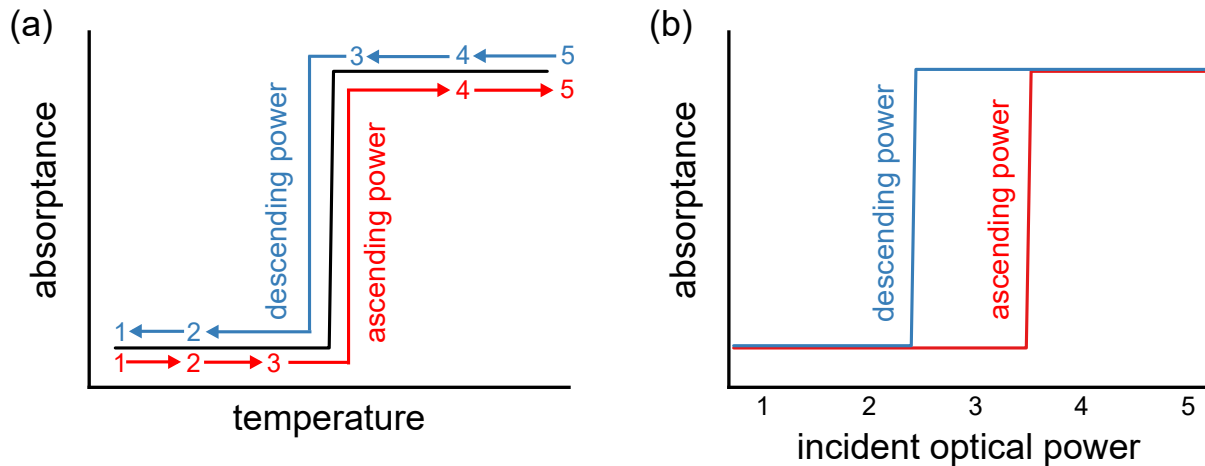 (a)
absorptance
descending power
ascending power
3 4 5
4 5
1 2
1 2 3
temperature
(b)
absorptance
descending power
ascending power
1 2 3 4 5
incident optical power